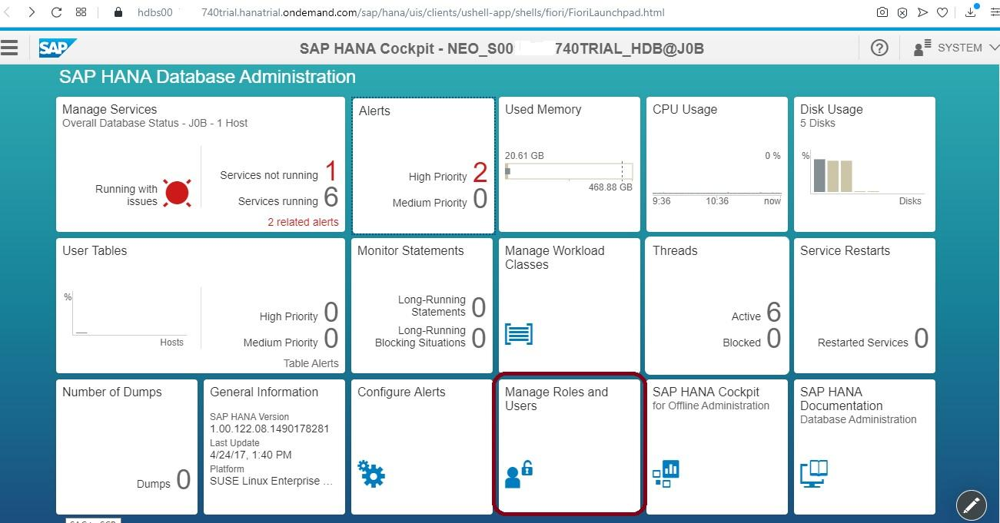 hdbs00 740trial.hanatrial.ondemand.com/sap/hana/uis/clients/ushell-app/shells/fiori/FioriLaunchpad.html
SAP
SAP HANA Cockpit - NEO_S00 740TRIAL_HDB@J0B
SYSTEM
SAP HANA Database Administration
Manage Services
Overall Database Status - J0B - 1 Host
Running with
issues
Services not running 1
Services running 6
2 related alerts
Alerts
High Priority 2
Medium Priority 0
Used Memory
20.61 GB
468.88 GB
CPU Usage
0 %
9:36 10:36 now
Disk Usage
5 Disks
%
Disks
User Tables
%
Hosts
High Priority 0
Medium Priority 0
Table Alerts
Monitor Statements
Long-Running
Statements 0
Long-Running
Blocking Situations 0
Manage Workload
Classes
Threads
Active 6
Blocked 0
Service Restarts
Restarted Services 0
Number of Dumps
Dumps 0
General Information
SAP HANA Version
1.00.122.08.1490178281
Last Update
4/24/17, 1:40 PM
Platform
SUSE Linux Enterprise ...
Configure Alerts
Manage Roles and
Users
SAP HANA Cockpit
for Offline Administration
SAP HANA
Documentation
Database Administration